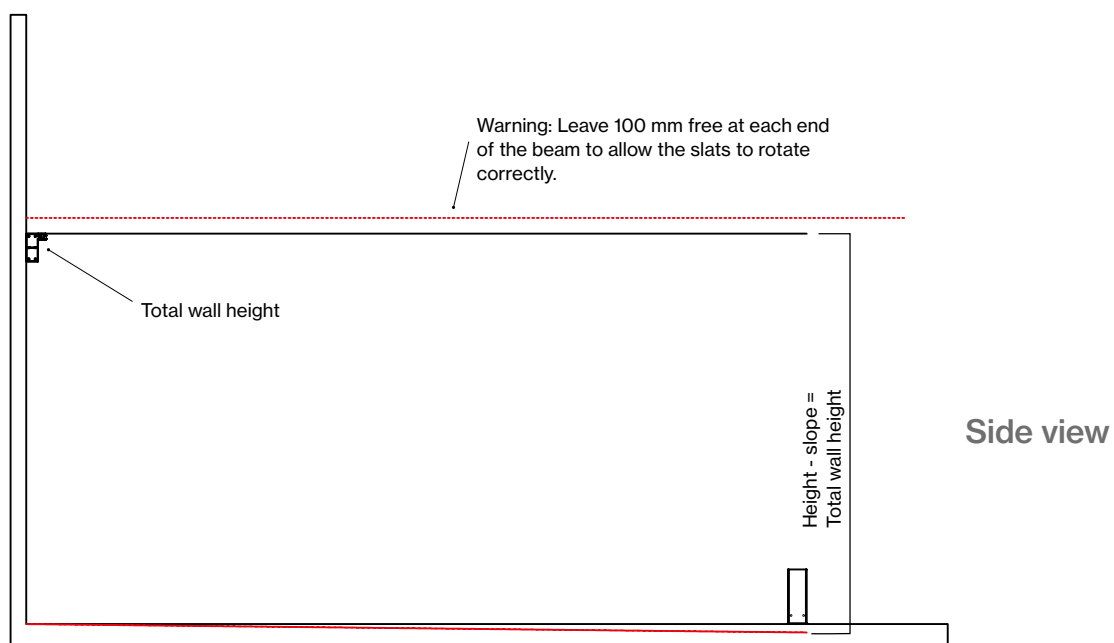 Warning: Leave 100 mm free at each end
of the beam to allow the slats to rotate
correctly.
Total wall height
Height - slope =
Total wall height
Side view